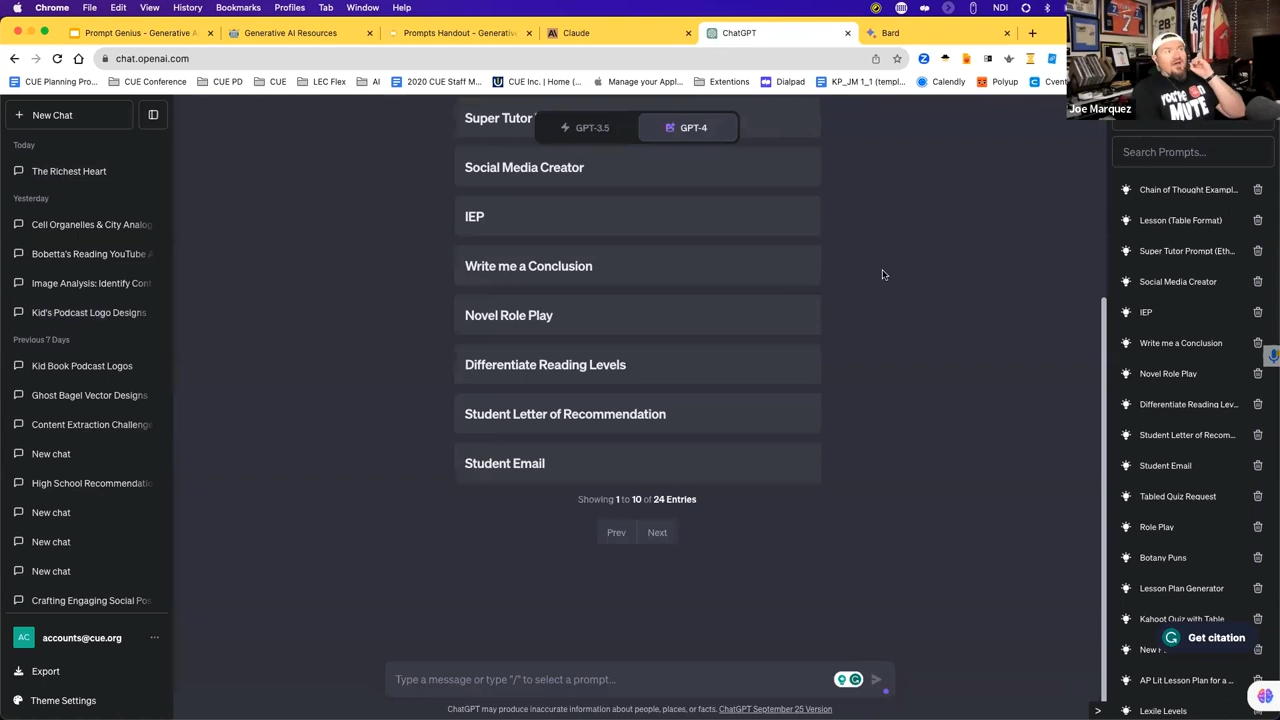 Chrome File Edit View History Bookmarks Profiles Tab Window Help NDI
Prompt Genius - Generative A Generative AI Resources Prompts Handout - Generative Claude ChatGPT Bard
chat.openai.com
CUE Planning Pro... CUE Conference CUE PD CUE LEC Flex AI 2020 CUE Staff M... CUE Inc. | Home (... Manage your Appl... Extentions Dialpad KP_JM 1_1 (templ... Calendly Polyup Cvent
YOU'RE ON MUTE
Joe Marquez
New Chat
Today
The Richest Heart
Yesterday
Cell Organelles & City Analog
Bobetta's Reading YouTube A
Image Analysis: Identify Cont
Kid's Podcast Logo Designs
Previous 7 Days
Kid Book Podcast Logos
Ghost Bagel Vector Designs
Content Extraction Challenge
New chat
High School Recommendatio
New chat
New chat
New chat
Crafting Engaging Social Pos
AC accounts@cue.org
Export
Theme Settings
GPT-3.5 GPT-4
Super Tutor
Social Media Creator
IEP
Write me a Conclusion
Novel Role Play
Differentiate Reading Levels
Student Letter of Recommendation
Student Email
Showing 1 to 10 of 24 Entries
Prev Next
Type a message or type "/" to select a prompt...
ChatGPT may produce inaccurate information about people, places, or facts. ChatGPT September 25 Version
Search Prompts...
Chain of Thought Exampl...
Lesson (Table Format)
Super Tutor Prompt (Eth...
Social Media Creator
IEP
Write me a Conclusion
Novel Role Play
Differentiate Reading Lev...
Student Letter of Recom...
Student Email
Tabled Quiz Request
Role Play
Botany Puns
Lesson Plan Generator
Kahoot Quiz with Table
Get citation
AP Lit Lesson Plan for a ...
Lexile Levels